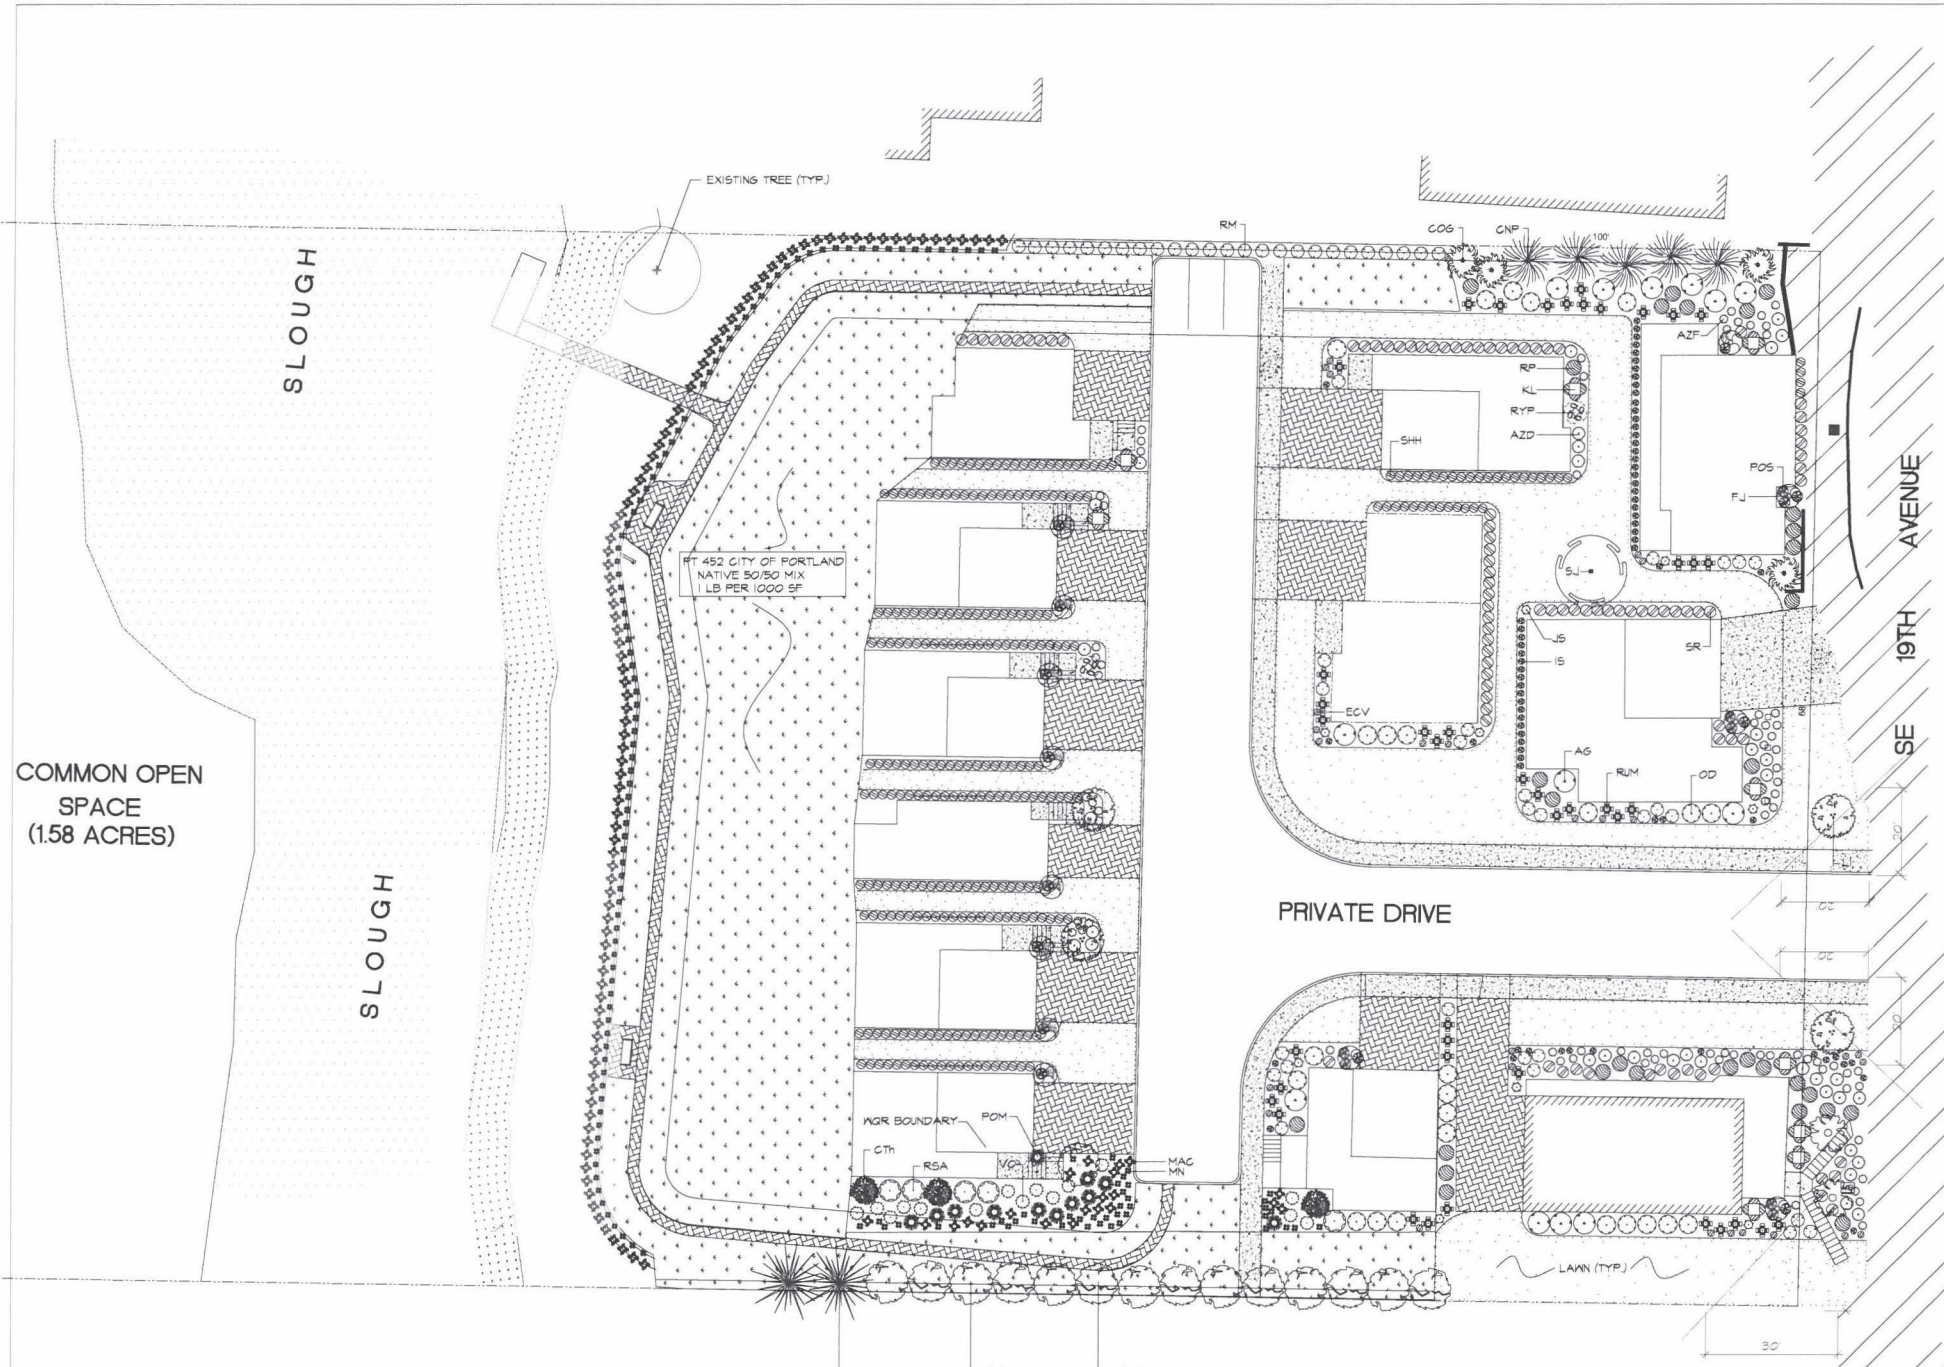 EXISTING TREE (TYP.)
RM
COG
CNP
100'
SLOUGH
AZF
RP
KL
RYP
AZD
SHH
POS
FJ
SE 19TH AVENUE
PT 452 CITY OF PORTLAND
NATIVE 50/50 MIX
1 LB PER 1000 SF
SJ
JS
IS
SR
ECV
68
AG
RUM
OD
COMMON OPEN
SPACE
(1.58 ACRES)
20
20'
PRIVATE DRIVE
SLOUGH
20'
20
WQR BOUNDARY
POM
CTh
RSA
VO
MAC
MN
LAWN (TYP.)
30'